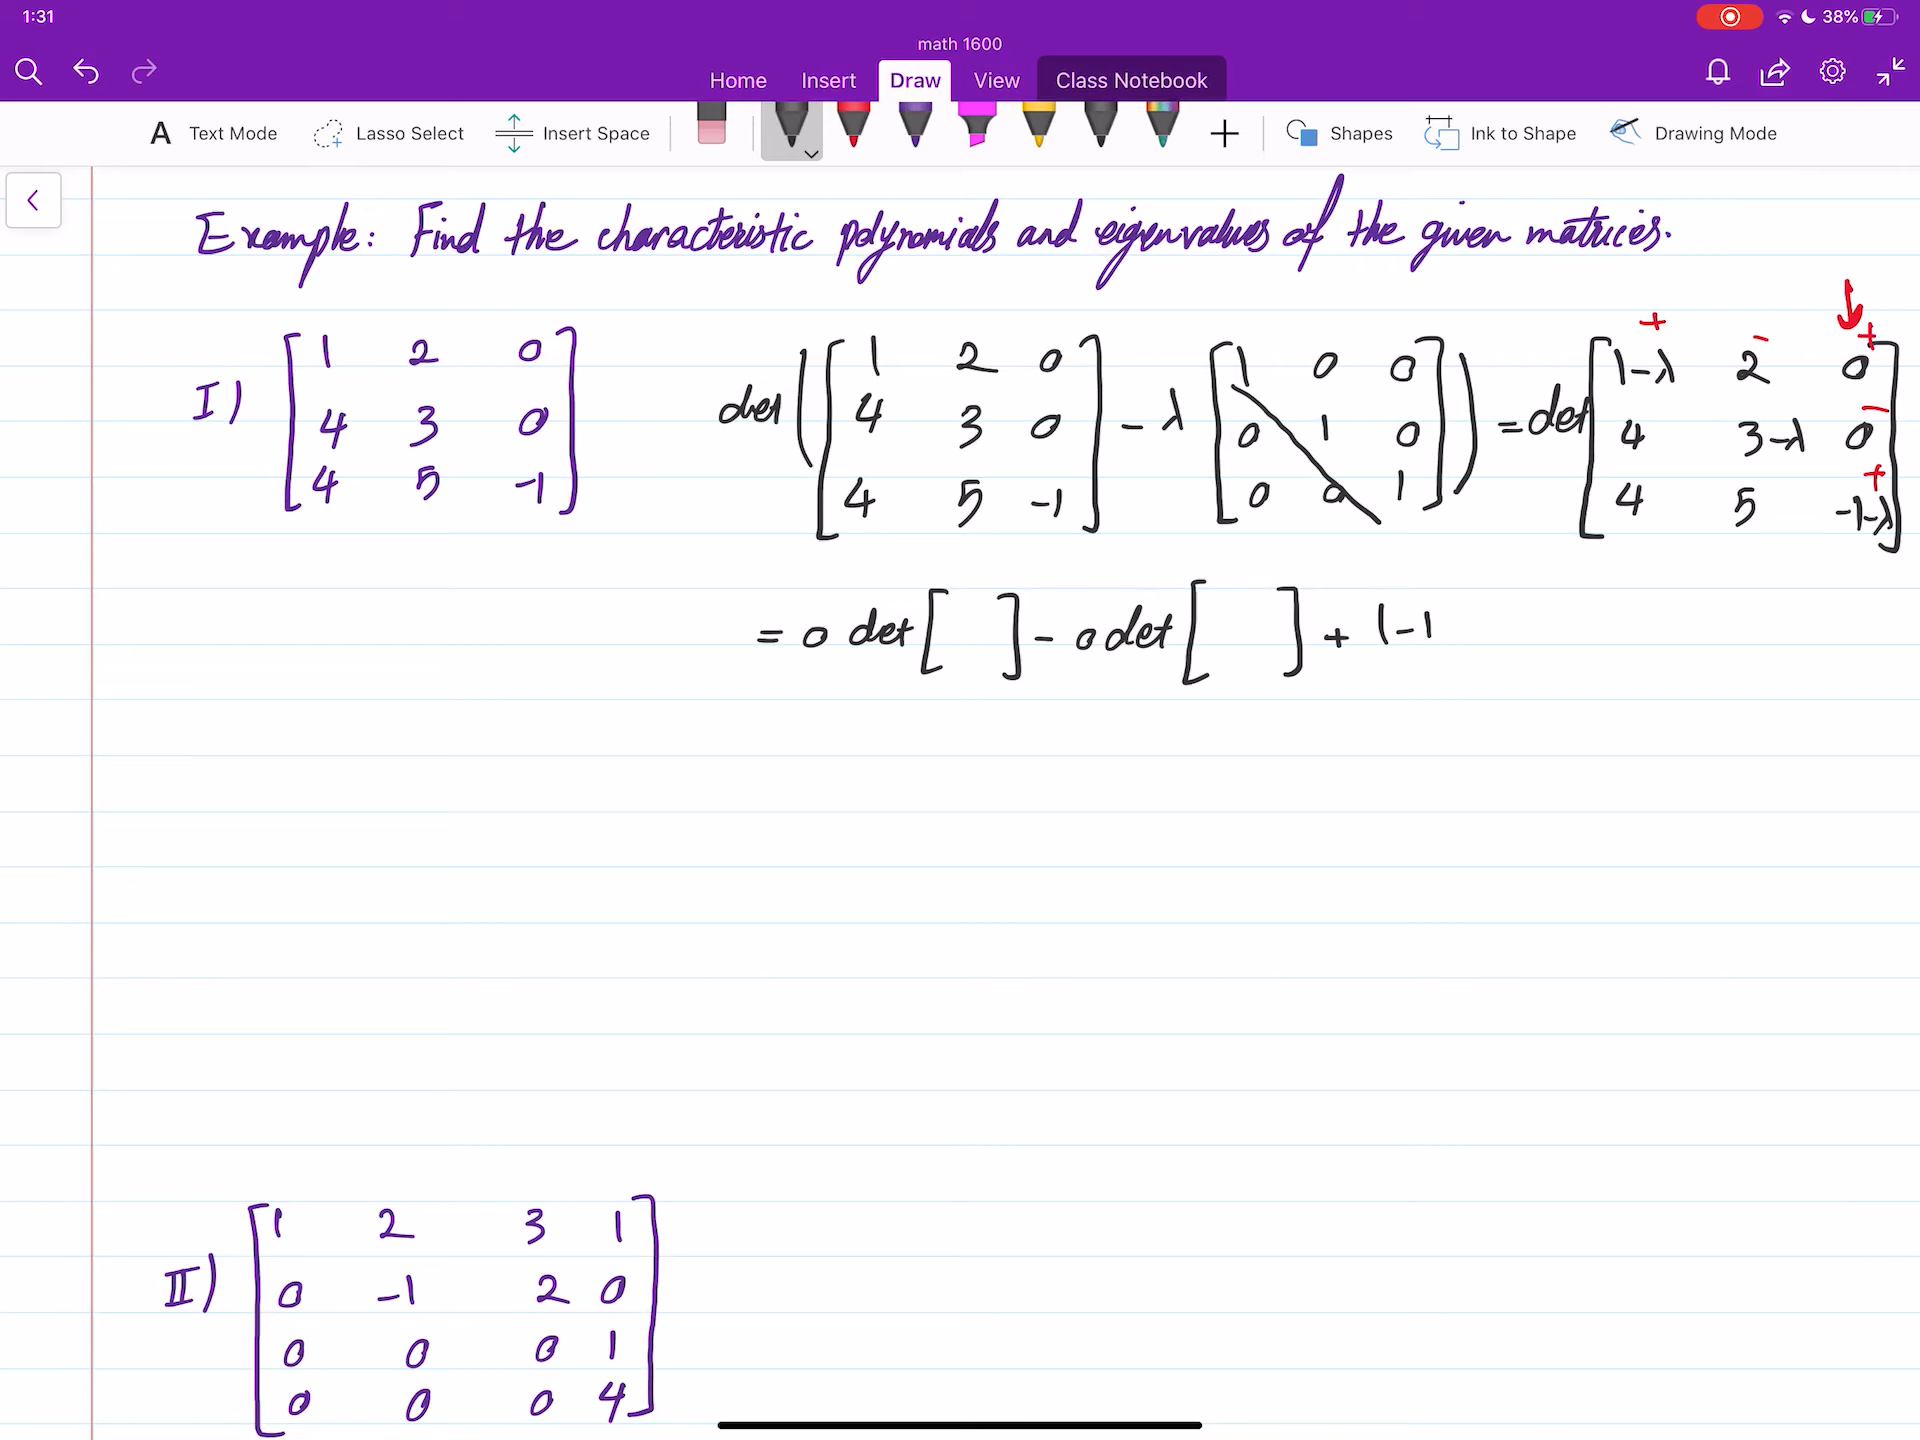 1:31
38%
math 1600
Home Insert Draw View Class Notebook
A Text Mode Lasso Select Insert Space Shapes Ink to Shape Drawing Mode
Example: Find the characteristic polynomials and eigenvalues of the given matrices.
I) [ 1 2 0
4 3 0
4 5 -1 ]
det ( [ 1 2 0
4 3 0
4 5 -1 ] - λ [ 1 0 0
0 1 0
0 0 1 ] ) = det [ 1-λ 2 0
4 3-λ 0
4 5 -1-λ ]
+ - +
-
+
= 0 det [ ] - 0 det [ ] + (-1
II) [ 1 2 3 1
0 -1 2 0
0 0 0 1
0 0 0 4 ]